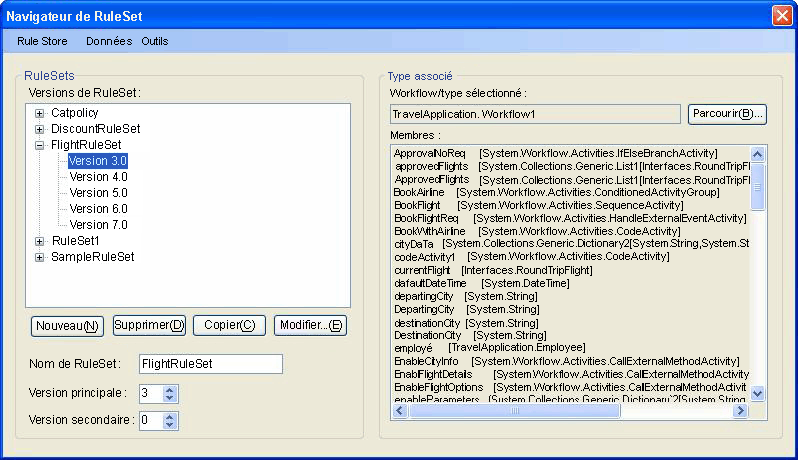 Navigateur de RuleSet
Rule Store Données Outils
RuleSets
Versions de RuleSet :
Catpolicy
DiscountRuleSet
FlightRuleSet
Version 3.0
Version 4.0
Version 5.0
Version 6.0
Version 7.0
RuleSet1
SampleRuleSet
Nouveau(N) Supprimer(D) Copier(C) Modifier...(E)
Nom de RuleSet : FlightRuleSet
Version principale : 3
Version secondaire : 0
Type associé
Workflow/type sélectionné :
TravelApplication. Workflow1 Parcourir(B)...
Membres :
ApprovalNoReq [System.Workflow.Activities.IfElseBranchActivity]
approvedFlights [System.Collections.Generic.List1[Interfaces.RoundTripFl
ApprovedFlights [System.Collections.Generic.List1[Interfaces.RoundTripFl
BookAirline [System.Workflow.Activities.ConditionedActivityGroup]
BookFlight [System.Workflow.Activities.SequenceActivity]
BookFlightReq [System.Workflow.Activities.HandleExternalEventActivity]
BookWithAirline [System.Workflow.Activities.CodeActivity]
cityDaTa [System.Collections.Generic.Dictionary2[System.String,System.St
codeActivity1 [System.Workflow.Activities.CodeActivity]
currentFlight [Interfaces.RoundTripFlight]
dafaultDateTime [System.DateTime]
departingCity [System.String]
DepartingCity [System.String]
destinationCity [System.String]
DestinationCity [System.String]
employé [TravelApplication.Employee]
EnableCityInfo [System.Workflow.Activities.CallExternalMethodActivity]
EnablFlightDetails [System.Workflow.Activities.CallExternalMethodActivity
EnableFlightOptions [System.Workflow.Activities.CallExternalMethodActivit
enableParameters [System.Collections.Generic.Dictionary`2[System.String